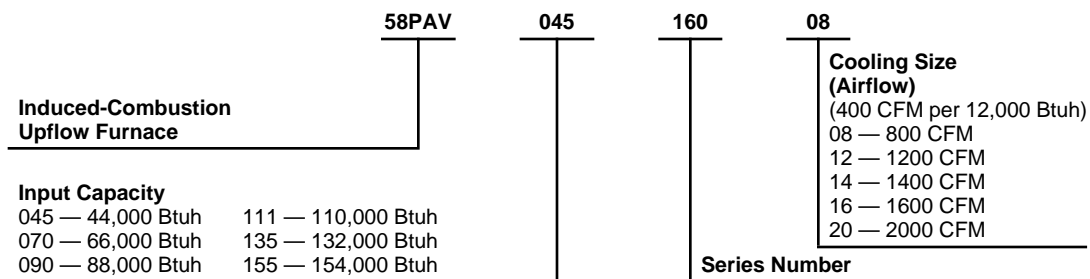 58PAV 045 160 08
Cooling Size
(Airflow)
(400 CFM per 12,000 Btuh)
08 — 800 CFM
12 — 1200 CFM
14 — 1400 CFM
16 — 1600 CFM
20 — 2000 CFM
Induced-Combustion
Upflow Furnace
Input Capacity
045 — 44,000 Btuh 111 — 110,000 Btuh
070 — 66,000 Btuh 135 — 132,000 Btuh
090 — 88,000 Btuh 155 — 154,000 Btuh
Series Number